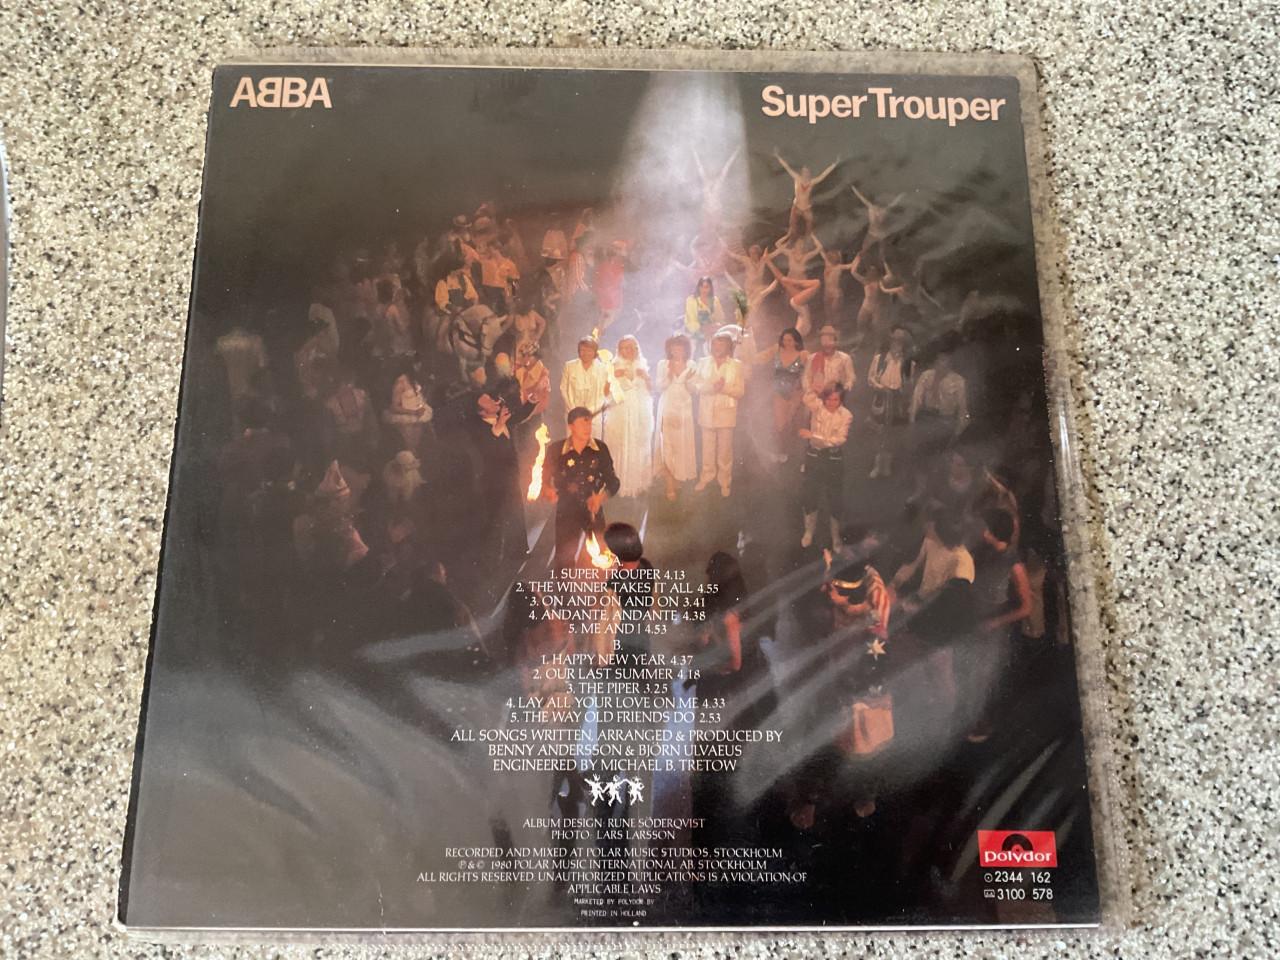 ABBA
Super Trouper
A.
1. SUPER TROUPER 4.13
2. THE WINNER TAKES IT ALL 4.55
3. ON AND ON AND ON 3.41
4. ANDANTE, ANDANTE 4.38
5. ME AND I 4.53
B.
1. HAPPY NEW YEAR 4.37
2. OUR LAST SUMMER 4.18
3. THE PIPER 3.25
4. LAY ALL YOUR LOVE ON ME 4.33
5. THE WAY OLD FRIENDS DO 2.53
ALL SONGS WRITTEN, ARRANGED & PRODUCED BY
BENNY ANDERSSON & BJÖRN ULVAEUS
ENGINEERED BY MICHAEL B. TRETOW
ALBUM DESIGN: RUNE SÖDERQVIST
PHOTO: LARS LARSSON
RECORDED AND MIXED AT POLAR MUSIC STUDIOS, STOCKHOLM
℗ & © 1980 POLAR MUSIC INTERNATIONAL AB, STOCKHOLM
ALL RIGHTS RESERVED. UNAUTHORIZED DUPLICATIONS IS A VIOLATION OF
APPLICABLE LAWS
MARKETED BY POLYDOR BV
PRINTED IN HOLLAND
polydor
2344 162
3100 578